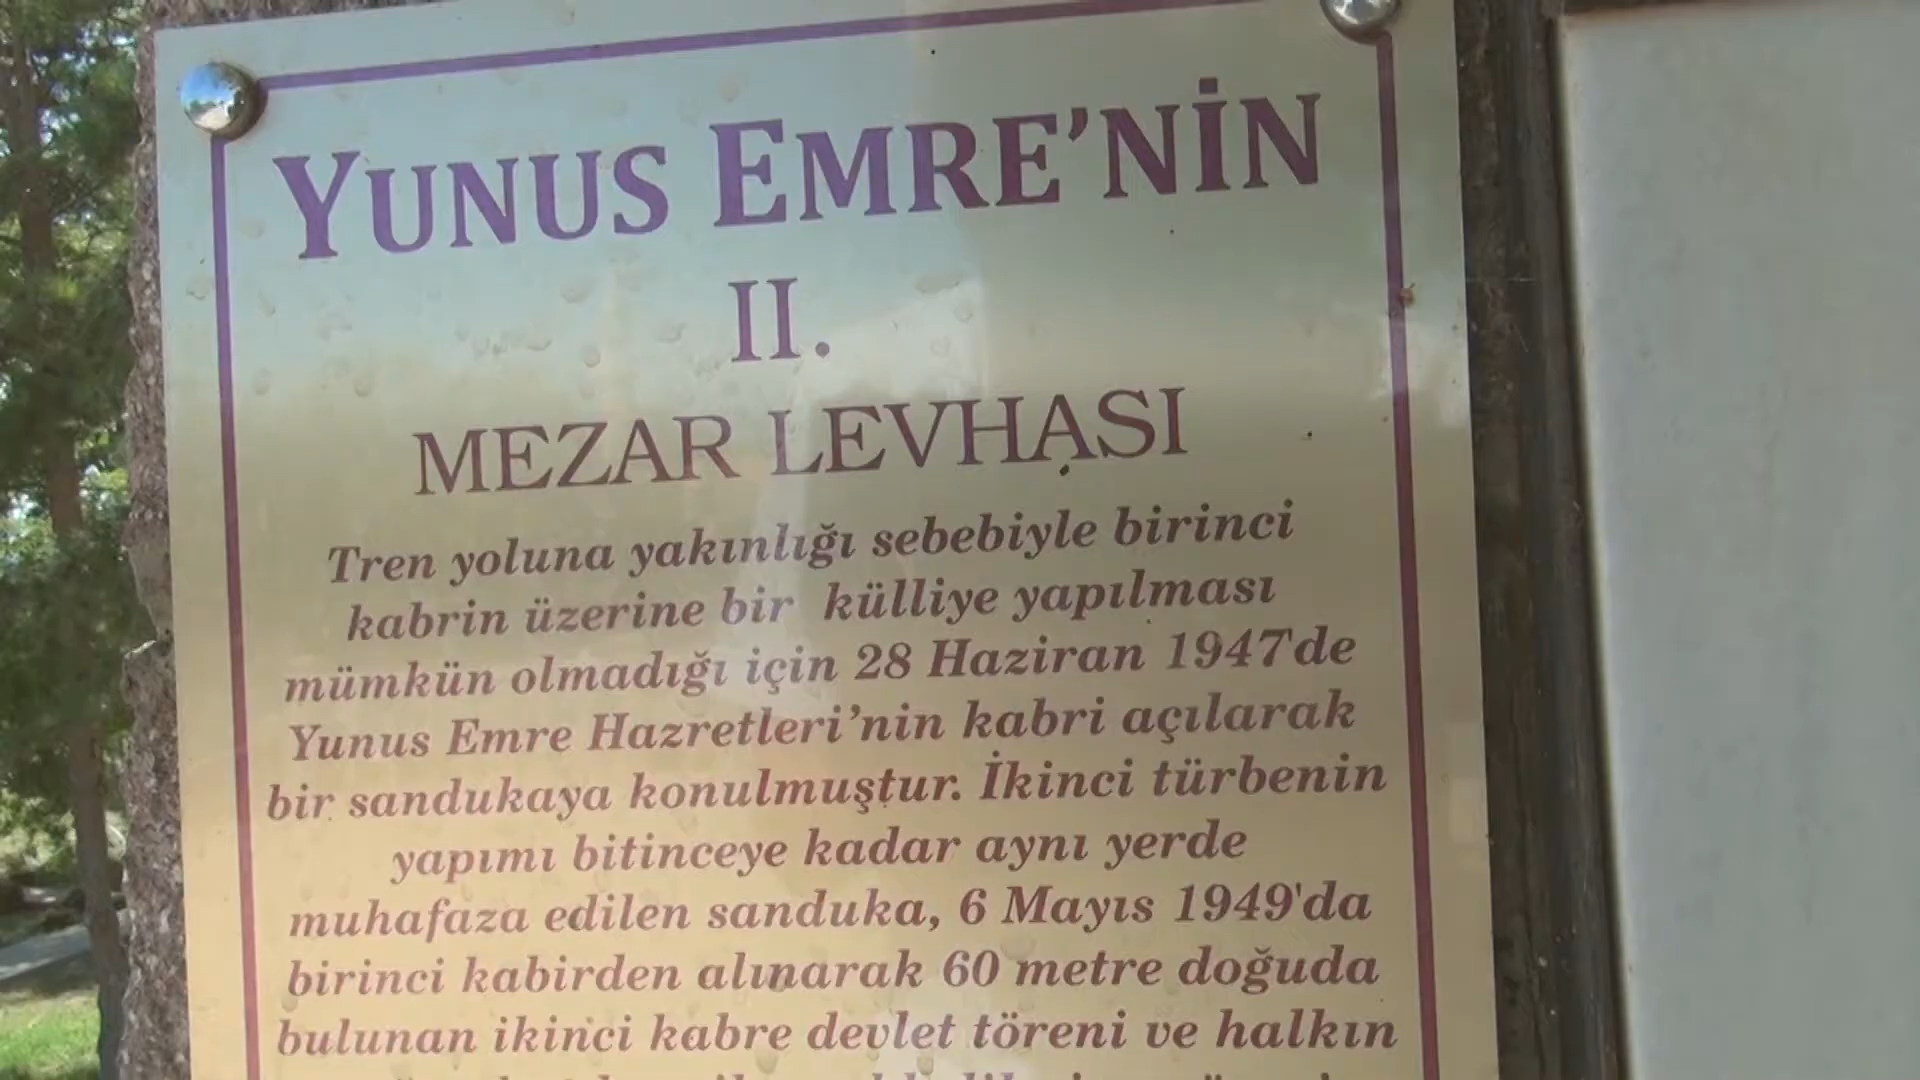 YUNUS EMRE'NİN
II.
MEZAR LEVHASI
Tren yoluna yakınlığı sebebiyle birinci
kabrin üzerine bir külliye yapılması
mümkün olmadığı için 28 Haziran 1947'de
Yunus Emre Hazretleri'nin kabri açılarak
bir sandukaya konulmuştur. İkinci türbenin
yapımı bitinceye kadar aynı yerde
muhafaza edilen sanduka, 6 Mayıs 1949'da
birinci kabirden alınarak 60 metre doğuda
bulunan ikinci kabre devlet töreni ve halkın